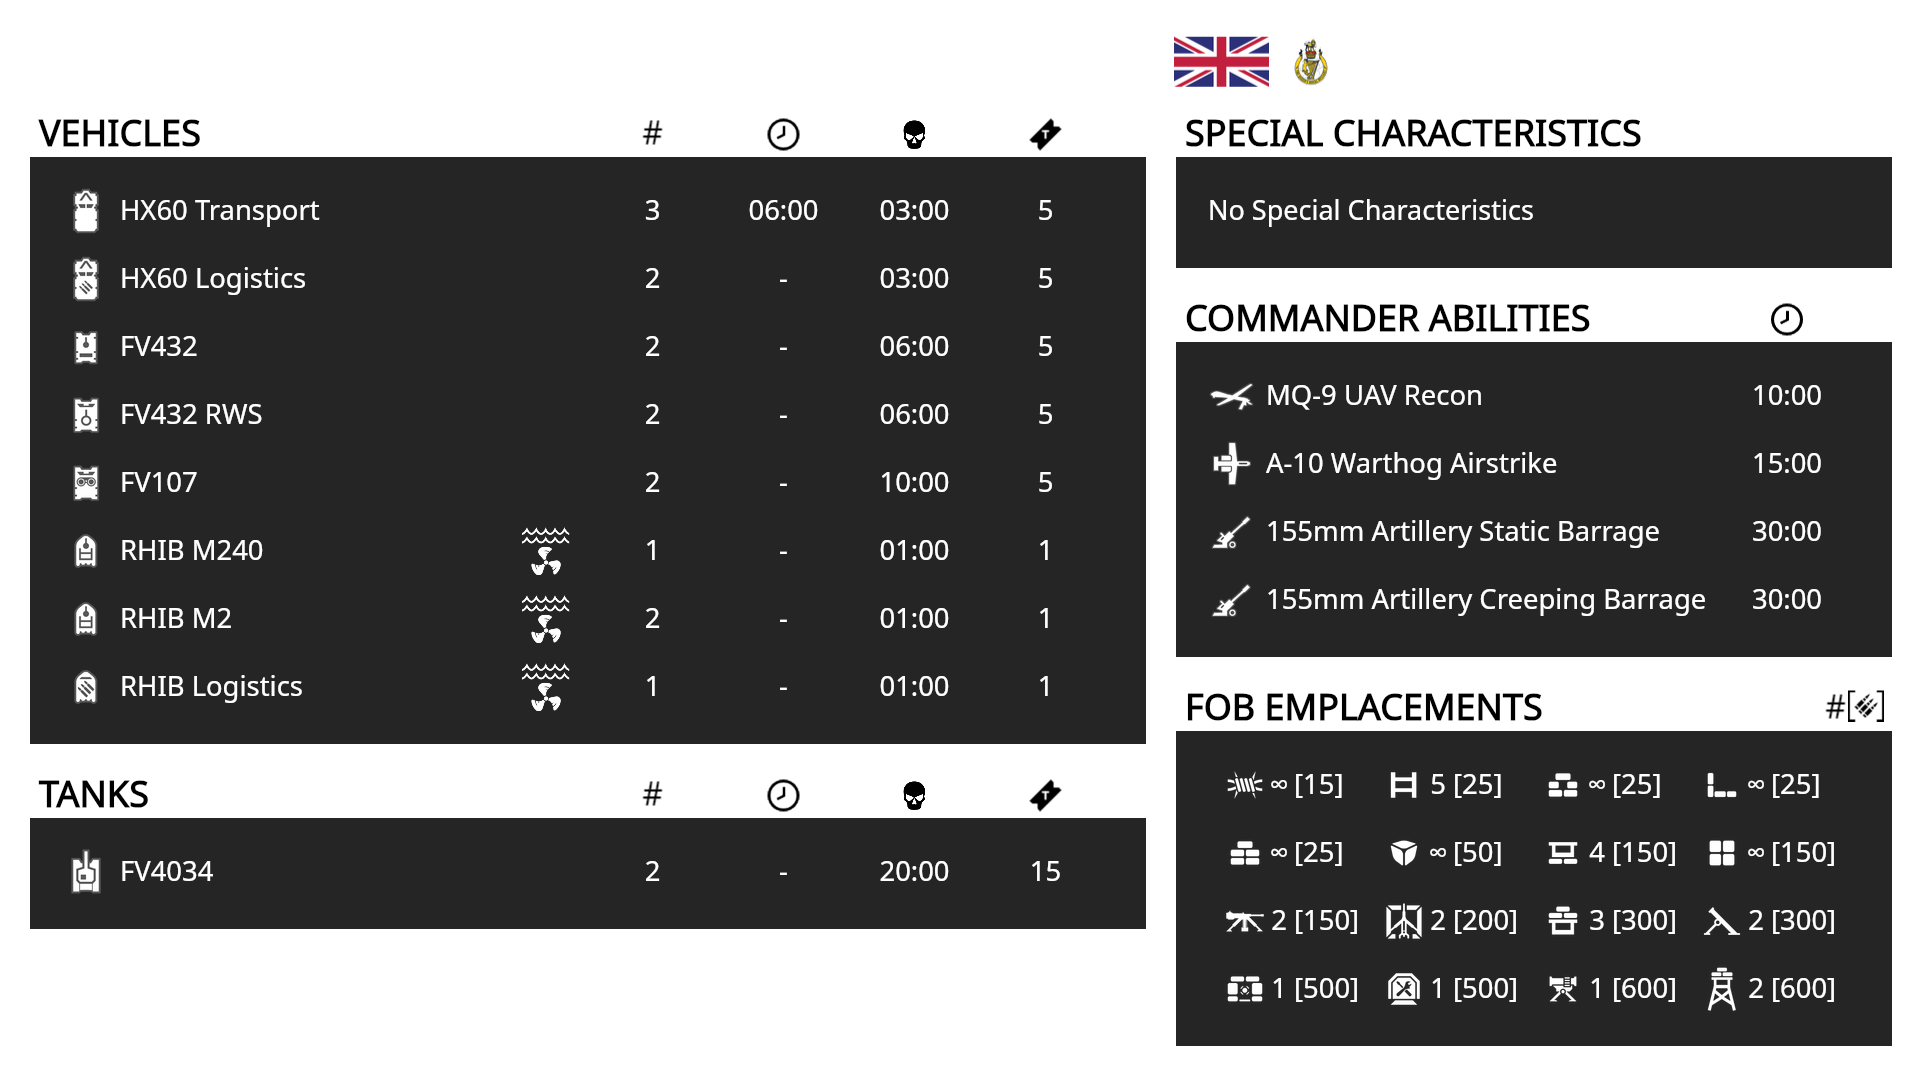 VEHICLES #
HX60 Transport 3 06:00 03:00 5
HX60 Logistics 2 - 03:00 5
FV432 2 - 06:00 5
FV432 RWS 2 - 06:00 5
FV107 2 - 10:00 5
RHIB M240 1 - 01:00 1
RHIB M2 2 - 01:00 1
RHIB Logistics 1 - 01:00 1
TANKS #
FV4034 2 - 20:00 15
SPECIAL CHARACTERISTICS
No Special Characteristics
COMMANDER ABILITIES
MQ-9 UAV Recon 10:00
A-10 Warthog Airstrike 15:00
155mm Artillery Static Barrage 30:00
155mm Artillery Creeping Barrage 30:00
FOB EMPLACEMENTS #[ ]
∞ [15] 5 [25] ∞ [25] ∞ [25]
∞ [25] ∞ [50] 4 [150] ∞ [150]
2 [150] 2 [200] 3 [300] 2 [300]
1 [500] 1 [500] 1 [600] 2 [600]